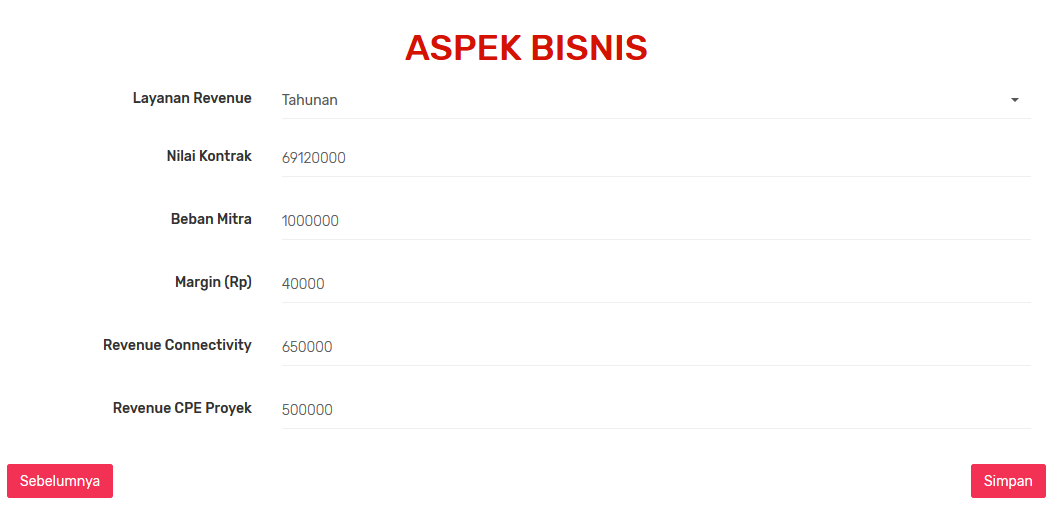 ASPEK BISNIS
Layanan Revenue Tahunan
Nilai Kontrak 69120000
Beban Mitra 1000000
Margin (Rp) 40000
Revenue Connectivity 650000
Revenue CPE Proyek 500000
Sebelumnya Simpan